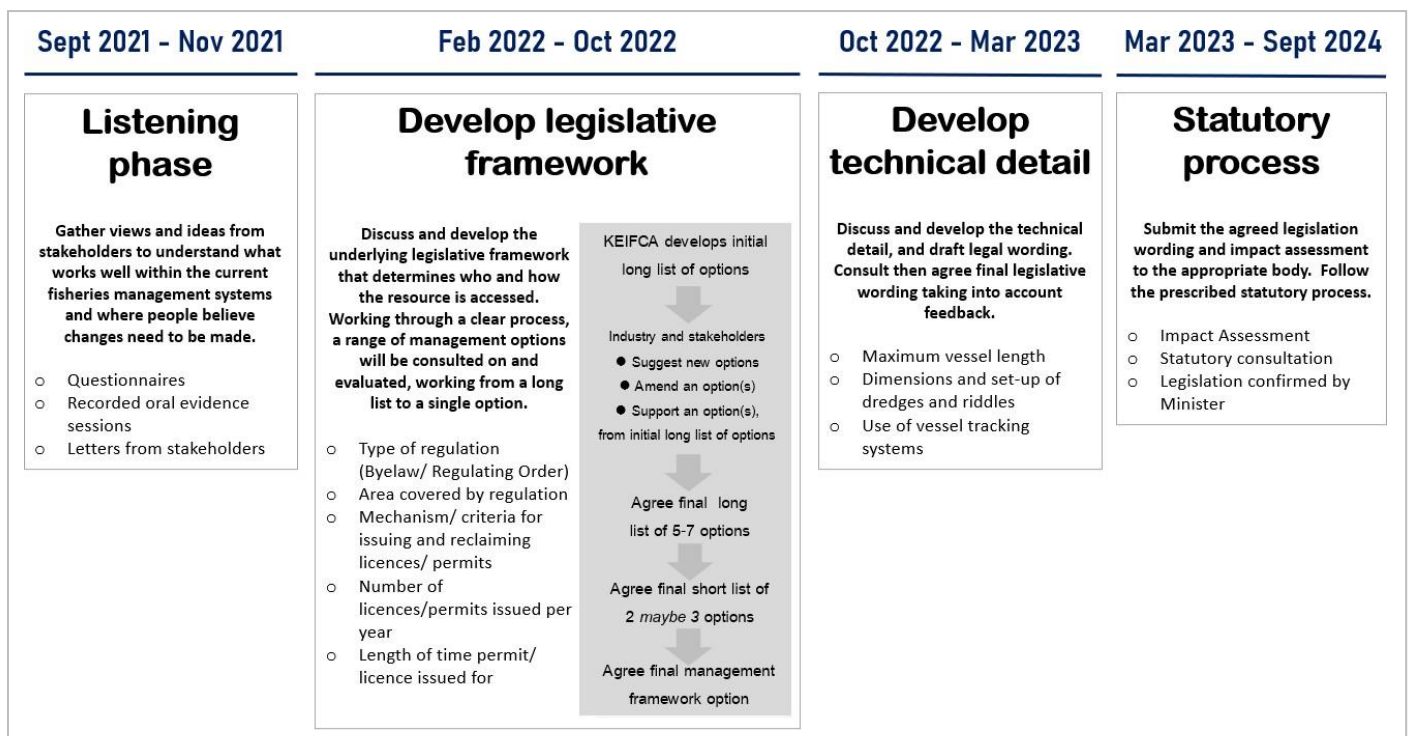 Sept 2021 - Nov 2021
Listening
phase
Gather views and ideas from
stakeholders to understand what
works well within the current
fisheries management systems
and where people believe
changes need to be made.
o Questionnaires
o Recorded oral evidence
sessions
o Letters from stakeholders
Feb 2022 - Oct 2022
Develop legislative
framework
Discuss and develop the
underlying legislative framework
that determines who and how
the resource is accessed.
Working through a clear process,
a range of management options
will be consulted on and
evaluated, working from a long
list to a single option.
o Type of regulation
(Byelaw/ Regulating Order)
o Area covered by regulation
o Mechanism/ criteria for
issuing and reclaiming
licences/ permits
o Number of
licences/permits issued per
year
o Length of time permit/
licence issued for
KEIFCA develops initial
long list of options
Industry and stakeholders
● Suggest new options
● Amend an option(s)
● Support an option(s),
from initial long list of options
Agree final long
list of 5-7 options
Agree final short list of
2 maybe 3 options
Agree final management
framework option
Oct 2022 - Mar 2023
Develop
technical detail
Discuss and develop the technical
detail, and draft legal wording.
Consult then agree final legislative
wording taking into account
feedback.
o Maximum vessel length
o Dimensions and set-up of
dredges and riddles
o Use of vessel tracking
systems
Mar 2023 - Sept 2024
Statutory
process
Submit the agreed legislation
wording and impact assessment
to the appropriate body. Follow
the prescribed statutory process.
o Impact Assessment
o Statutory consultation
o Legislation confirmed by
Minister